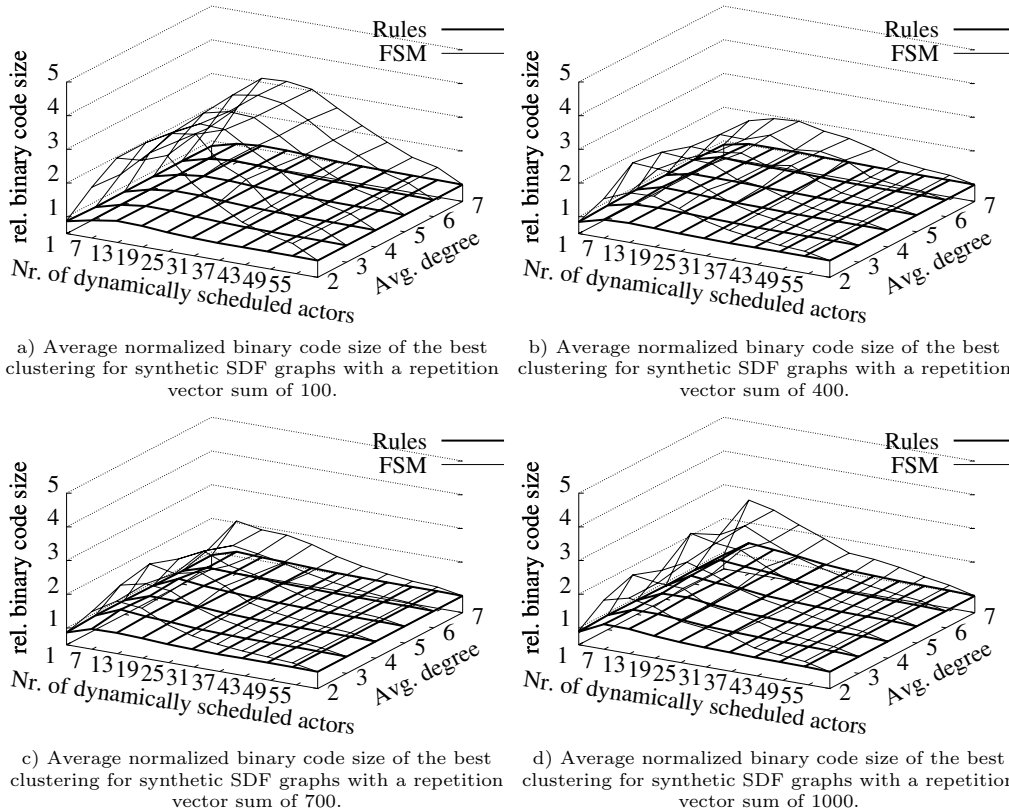 Rules
FSM
rel. binary code size
5
4
3
2
1
1 7 13 19 25 31 37 43 49 55
Nr. of dynamically scheduled actors
2 3 4 5 6 7
Avg. degree
a) Average normalized binary code size of the best
clustering for synthetic SDF graphs with a repetition
vector sum of 100.
Rules
FSM
rel. binary code size
5
4
3
2
1
1 7 13 19 25 31 37 43 49 55
Nr. of dynamically scheduled actors
2 3 4 5 6 7
Avg. degree
b) Average normalized binary code size of the best
clustering for synthetic SDF graphs with a repetition
vector sum of 400.
Rules
FSM
rel. binary code size
5
4
3
2
1
1 7 13 19 25 31 37 43 49 55
Nr. of dynamically scheduled actors
2 3 4 5 6 7
Avg. degree
c) Average normalized binary code size of the best
clustering for synthetic SDF graphs with a repetition
vector sum of 700.
Rules
FSM
rel. binary code size
5
4
3
2
1
1 7 13 19 25 31 37 43 49 55
Nr. of dynamically scheduled actors
2 3 4 5 6 7
Avg. degree
d) Average normalized binary code size of the best
clustering for synthetic SDF graphs with a repetition
vector sum of 1000.